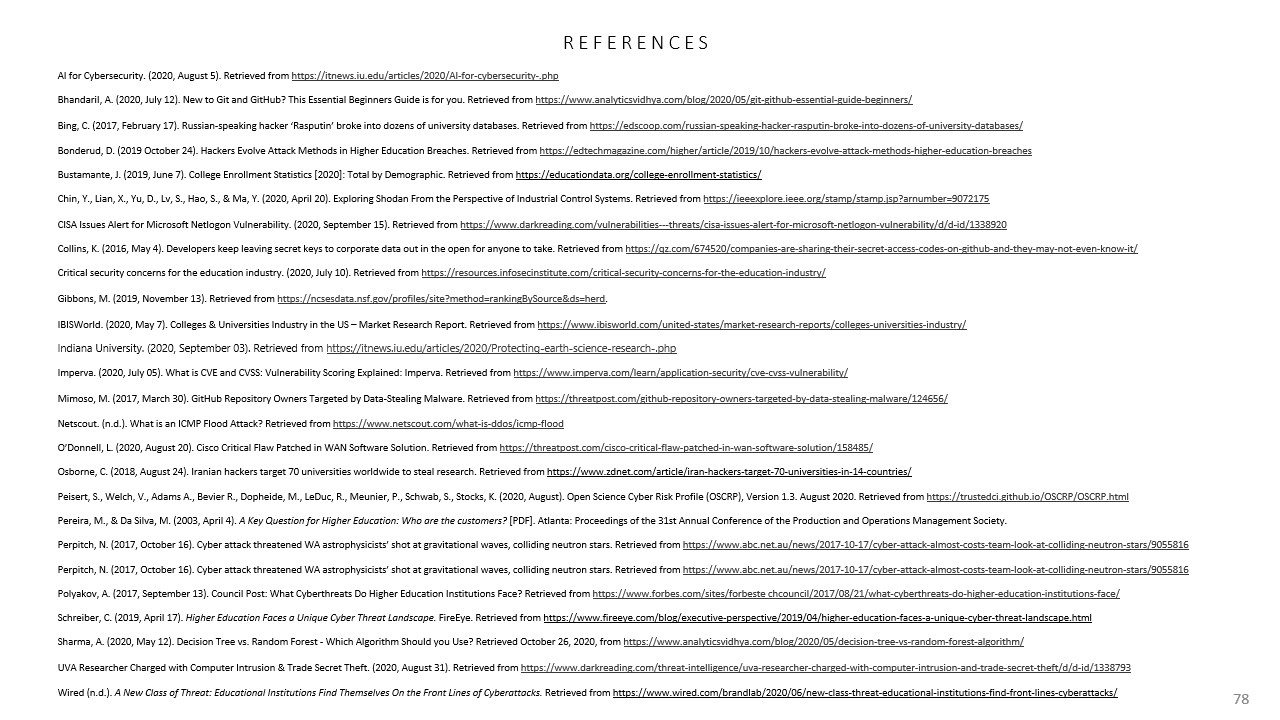 REFERENCES
AI for Cybersecurity. (2020, August 5). Retrieved from https://itnews.iu.edu/articles/2020/AI-for-cybersecurity-.php
Bhandaril, A. (2020, July 12). New to Git and GitHub? This Essential Beginners Guide is for you. Retrieved from https://www.analyticsvidhya.com/blog/2020/05/git-github-essential-guide-beginners/
Bing, C. (2017, February 17). Russian-speaking hacker ‘Rasputin’ broke into dozens of university databases. Retrieved from https://edscoop.com/russian-speaking-hacker-rasputin-broke-into-dozens-of-university-databases/
Bonderud, D. (2019 October 24). Hackers Evolve Attack Methods in Higher Education Breaches. Retrieved from https://edtechmagazine.com/higher/article/2019/10/hackers-evolve-attack-methods-higher-education-breaches
Bustamante, J. (2019, June 7). College Enrollment Statistics [2020]: Total by Demographic. Retrieved from https://educationdata.org/college-enrollment-statistics/
Chin, Y., Lian, X., Yu, D., Lv, S., Hao, S., & Ma, Y. (2020, April 20). Exploring Shodan From the Perspective of Industrial Control Systems. Retrieved from https://ieeexplore.ieee.org/stamp/stamp.jsp?arnumber=9072175
CISA Issues Alert for Microsoft Netlogon Vulnerability. (2020, September 15). Retrieved from https://www.darkreading.com/vulnerabilities---threats/cisa-issues-alert-for-microsoft-netlogon-vulnerability/d/d-id/1338920
Collins, K. (2016, May 4). Developers keep leaving secret keys to corporate data out in the open for anyone to take. Retrieved from https://qz.com/674520/companies-are-sharing-their-secret-access-codes-on-github-and-they-may-not-even-know-it/
Critical security concerns for the education industry. (2020, July 10). Retrieved from https://resources.infosecinstitute.com/critical-security-concerns-for-the-education-industry/
Gibbons, M. (2019, November 13). Retrieved from https://ncsesdata.nsf.gov/profiles/site?method=rankingBySource&ds=herd.
IBISWorld. (2020, May 7). Colleges & Universities Industry in the US – Market Research Report. Retrieved from https://www.ibisworld.com/united-states/market-research-reports/colleges-universities-industry/
Indiana University. (2020, September 03). Retrieved from https://itnews.iu.edu/articles/2020/Protecting-earth-science-research-.php
Imperva. (2020, July 05). What is CVE and CVSS: Vulnerability Scoring Explained: Imperva. Retrieved from https://www.imperva.com/learn/application-security/cve-cvss-vulnerability/
Mimoso, M. (2017, March 30). GitHub Repository Owners Targeted by Data-Stealing Malware. Retrieved from https://threatpost.com/github-repository-owners-targeted-by-data-stealing-malware/124656/
Netscout. (n.d.). What is an ICMP Flood Attack? Retrieved from https://www.netscout.com/what-is-ddos/icmp-flood
O’Donnell, L. (2020, August 20). Cisco Critical Flaw Patched in WAN Software Solution. Retrieved from https://threatpost.com/cisco-critical-flaw-patched-in-wan-software-solution/158485/
Osborne, C. (2018, August 24). Iranian hackers target 70 universities worldwide to steal research. Retrieved from https://www.zdnet.com/article/iran-hackers-target-70-universities-in-14-countries/
Peisert, S., Welch, V., Adams A., Bevier R., Dopheide, M., LeDuc, R., Meunier, P., Schwab, S., Stocks, K. (2020, August). Open Science Cyber Risk Profile (OSCRP), Version 1.3. August 2020. Retrieved from https://trustedci.github.io/OSCRP/OSCRP.html
Pereira, M., & Da Silva, M. (2003, April 4). A Key Question for Higher Education: Who are the customers? [PDF]. Atlanta: Proceedings of the 31st Annual Conference of the Production and Operations Management Society.
Perpitch, N. (2017, October 16). Cyber attack threatened WA astrophysicists’ shot at gravitational waves, colliding neutron stars. Retrieved from https://www.abc.net.au/news/2017-10-17/cyber-attack-almost-costs-team-look-at-colliding-neutron-stars/9055816
Perpitch, N. (2017, October 16). Cyber attack threatened WA astrophysicists’ shot at gravitational waves, colliding neutron stars. Retrieved from https://www.abc.net.au/news/2017-10-17/cyber-attack-almost-costs-team-look-at-colliding-neutron-stars/9055816
Polyakov, A. (2017, September 13). Council Post: What Cyberthreats Do Higher Education Institutions Face? Retrieved from https://www.forbes.com/sites/forbeste chcouncil/2017/08/21/what-cyberthreats-do-higher-education-institutions-face/
Schreiber, C. (2019, April 17). Higher Education Faces a Unique Cyber Threat Landscape. FireEye. Retrieved from https://www.fireeye.com/blog/executive-perspective/2019/04/higher-education-faces-a-unique-cyber-threat-landscape.html
Sharma, A. (2020, May 12). Decision Tree vs. Random Forest - Which Algorithm Should you Use? Retrieved October 26, 2020, from https://www.analyticsvidhya.com/blog/2020/05/decision-tree-vs-random-forest-algorithm/
UVA Researcher Charged with Computer Intrusion & Trade Secret Theft. (2020, August 31). Retrieved from https://www.darkreading.com/threat-intelligence/uva-researcher-charged-with-computer-intrusion-and-trade-secret-theft/d/d-id/1338793
Wired (n.d.). A New Class of Threat: Educational Institutions Find Themselves On the Front Lines of Cyberattacks. Retrieved from https://www.wired.com/brandlab/2020/06/new-class-threat-educational-institutions-find-front-lines-cyberattacks/
78